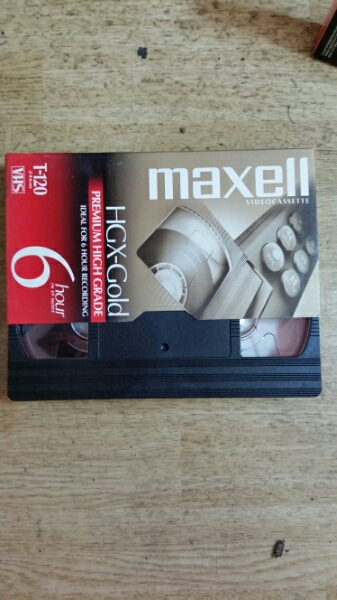 maxell
VIDEOCASSETTE
HGX-Gold
PREMIUM HIGH GRADE
IDEAL FOR 6 HOUR RECORDING
T-120
VHS
6 hour
IN EP MODE